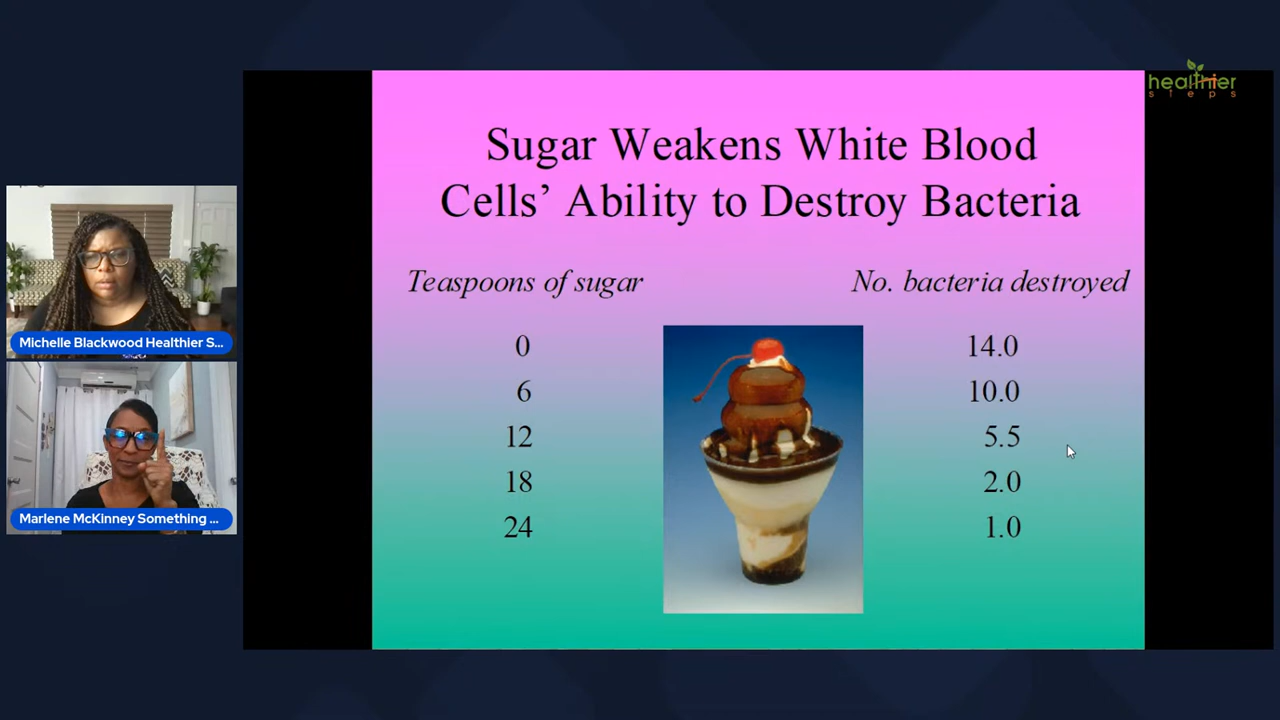 healthier
steps
Sugar Weakens White Blood
Cells’ Ability to Destroy Bacteria
Teaspoons of sugar
No. bacteria destroyed
0
14.0
6
10.0
12
5.5
18
2.0
24
1.0
Michelle Blackwood Healthier S...
Marlene McKinney Something ...